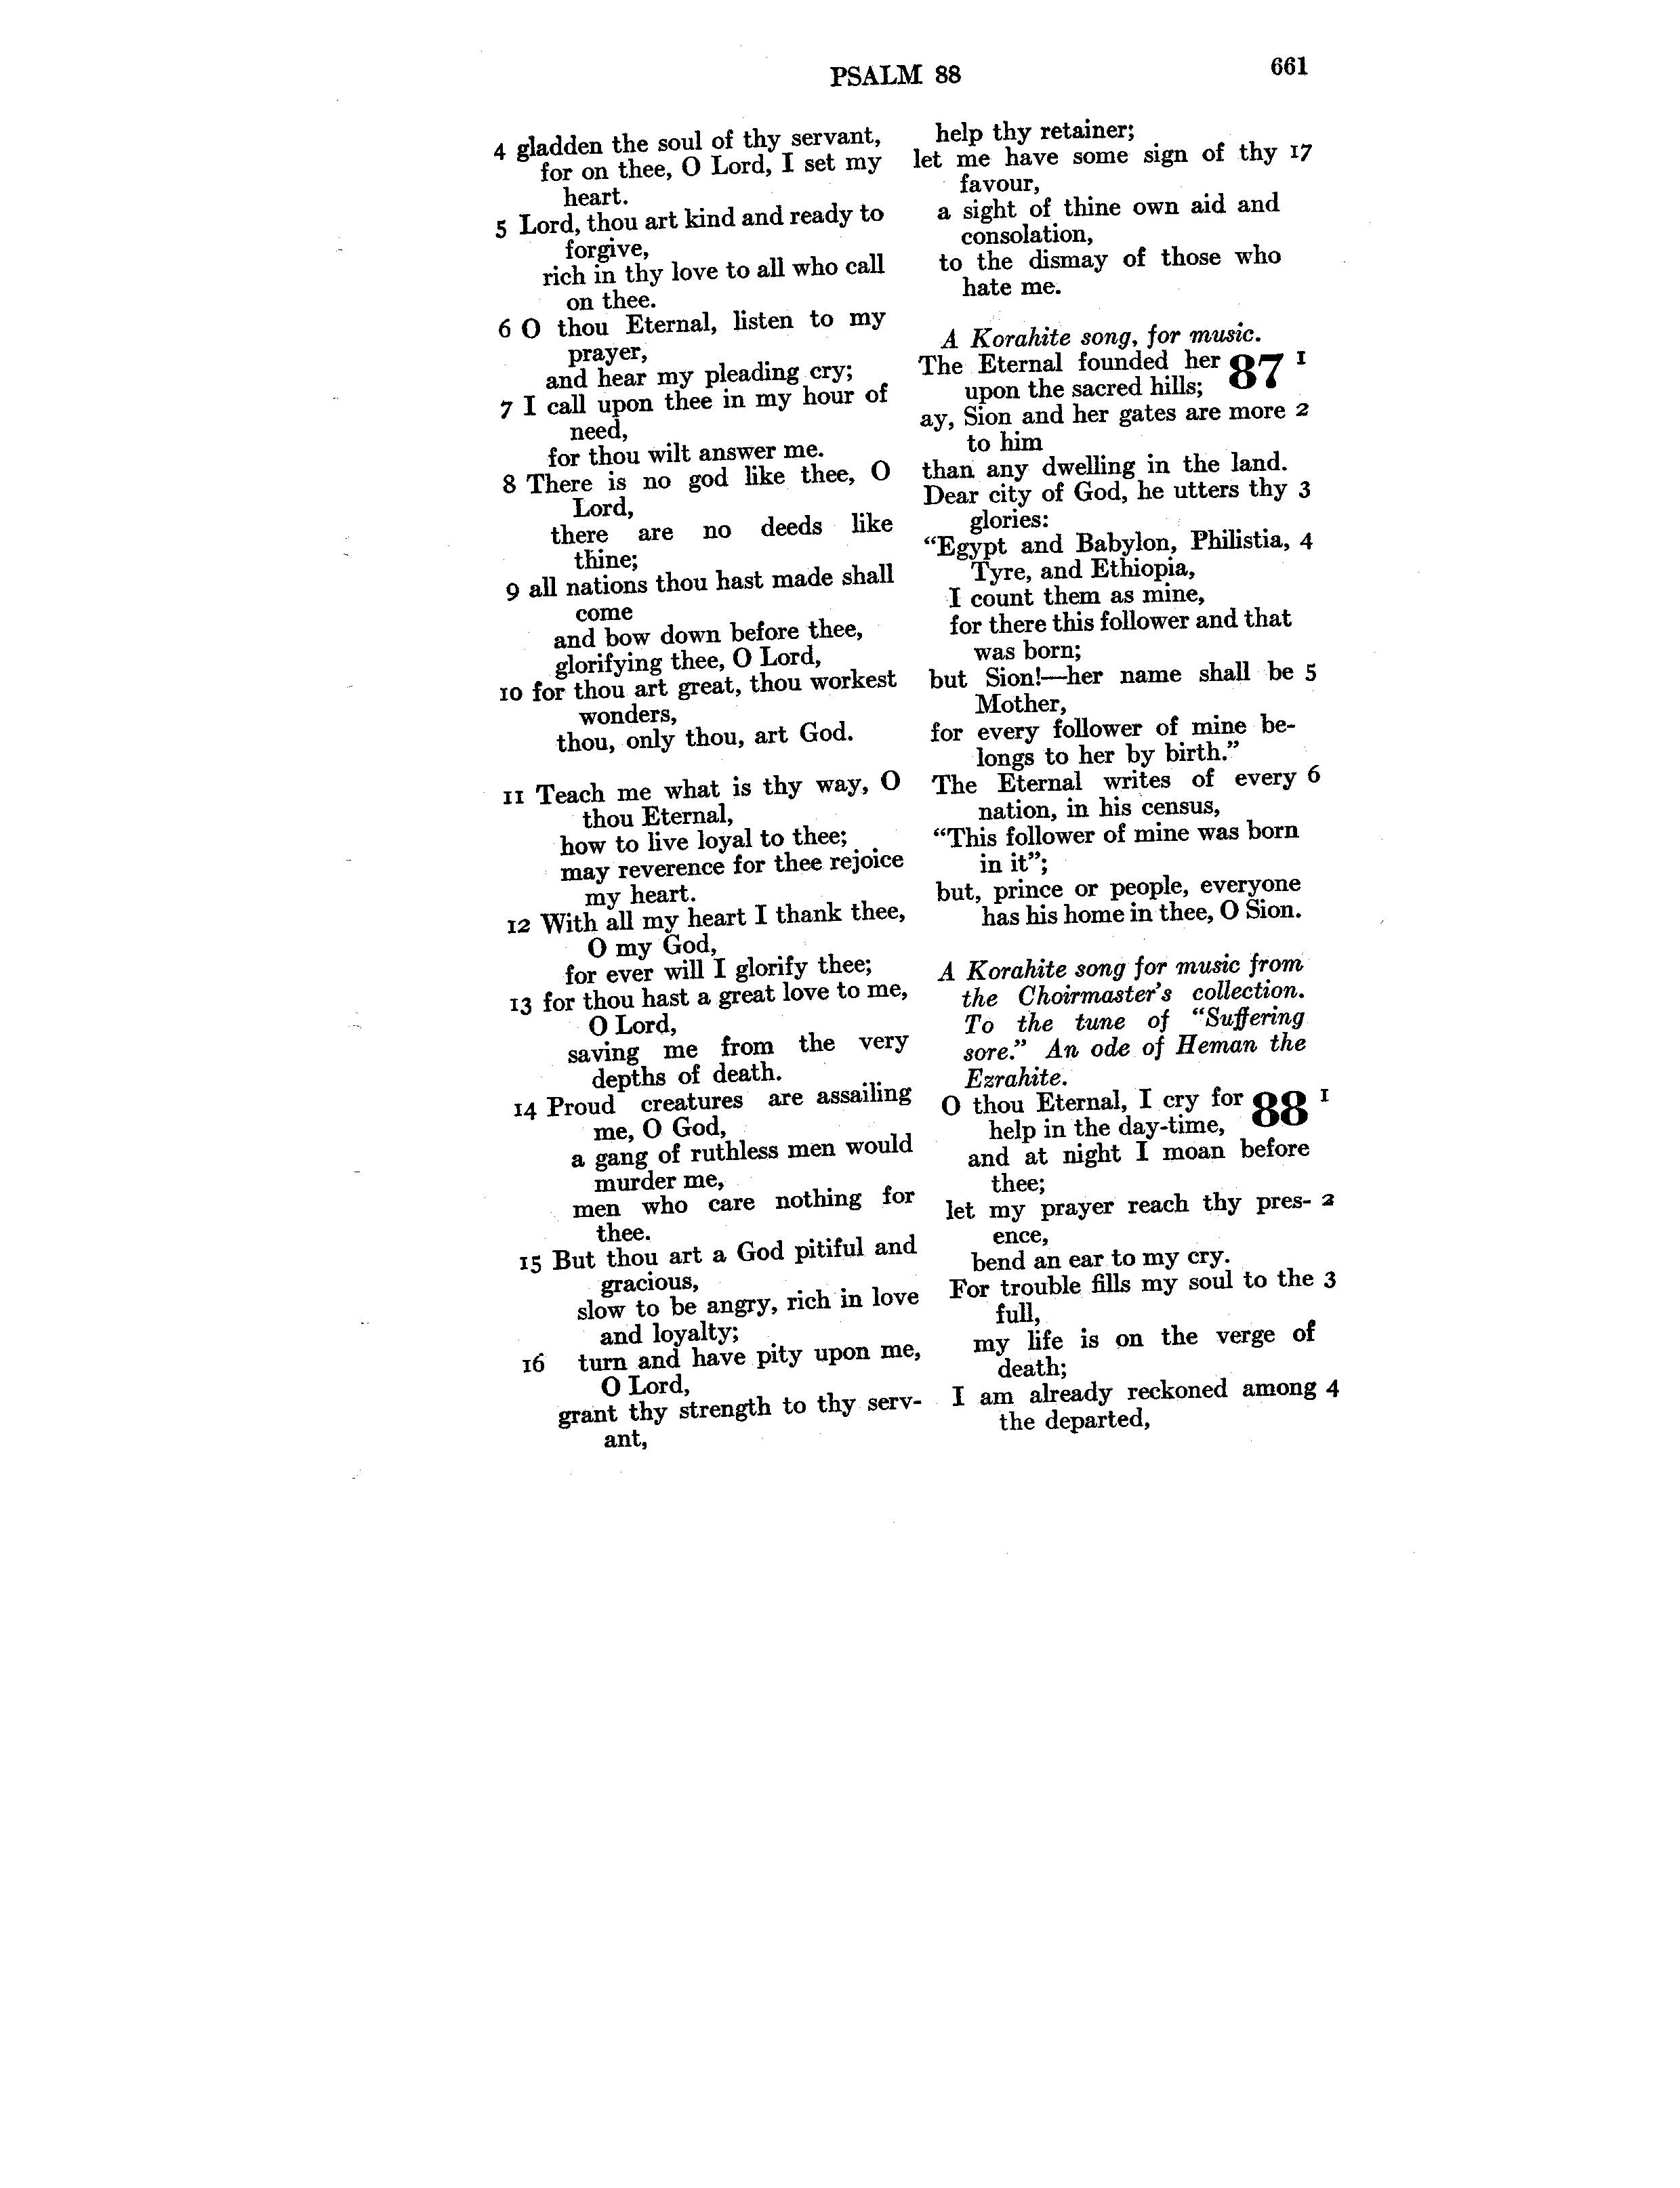 PSALM 88
661
4 gladden the soul of thy servant,
for on thee, O Lord, I set my
heart.
5 Lord, thou art kind and ready to
forgive,
rich in thy love to all who call
on thee.
6 O thou Eternal, listen to my
prayer,
and hear my pleading cry;
7 I call upon thee in my hour of
need,
for thou wilt answer me.
8 There is no god like thee, O
Lord,
there are no deeds like
thine;
9 all nations thou hast made shall
come
and bow down before thee,
glorifying thee, O Lord,
10 for thou art great, thou workest
wonders,
thou, only thou, art God.
11 Teach me what is thy way, O
thou Eternal,
how to live loyal to thee;
may reverence for thee rejoice
my heart.
12 With all my heart I thank thee,
O my God,
for ever will I glorify thee;
13 for thou hast a great love to me,
O Lord,
saving me from the very
depths of death.
14 Proud creatures are assailing
me, O God,
a gang of ruthless men would
murder me,
men who care nothing for
thee.
15 But thou art a God pitiful and
gracious,
slow to be angry, rich in love
and loyalty;
16 turn and have pity upon me,
O Lord,
grant thy strength to thy serv-
ant,
help thy retainer;
let me have some sign of thy 17
favour,
a sight of thine own aid and
consolation,
to the dismay of those who
hate me.
A Korahite song, for music.
The Eternal founded her 87 1
upon the sacred hills;
ay, Sion and her gates are more 2
to him
than any dwelling in the land.
Dear city of God, he utters thy 3
glories:
“Egypt and Babylon, Philistia, 4
Tyre, and Ethiopia,
I count them as mine,
for there this follower and that
was born;
but Sion!—her name shall be 5
Mother,
for every follower of mine be-
longs to her by birth.”
The Eternal writes of every 6
nation, in his census,
“This follower of mine was born
in it”;
but, prince or people, everyone
has his home in thee, O Sion.
A Korahite song for music from
the Choirmaster's collection.
To the tune of “Suffering
sore.” An ode of Heman the
Ezrahite.
O thou Eternal, I cry for 88 1
help in the day-time,
and at night I moan before
thee;
let my prayer reach thy pres- 2
ence,
bend an ear to my cry.
For trouble fills my soul to the 3
full,
my life is on the verge of
death;
I am already reckoned among 4
the departed,